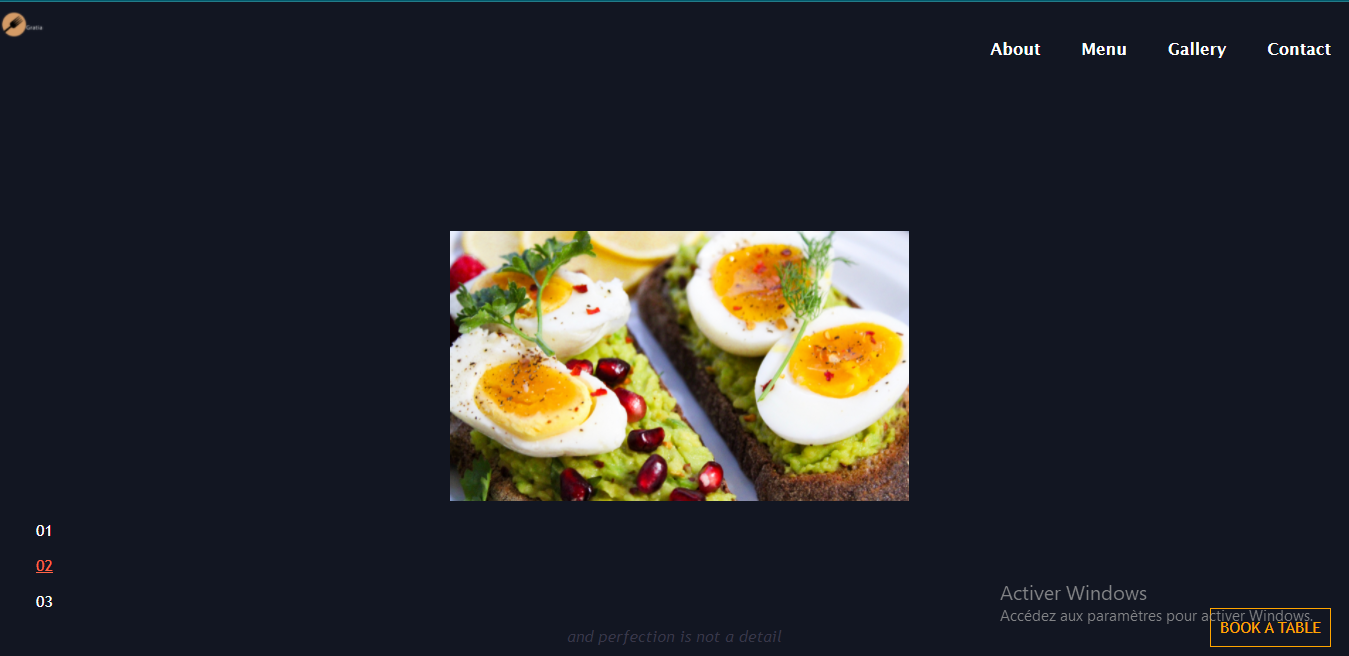 Gratia
About Menu Gallery Contact
01
02
03
Activer Windows
Accédez aux paramètres pour activer Windows.
BOOK A TABLE
and perfection is not a detail